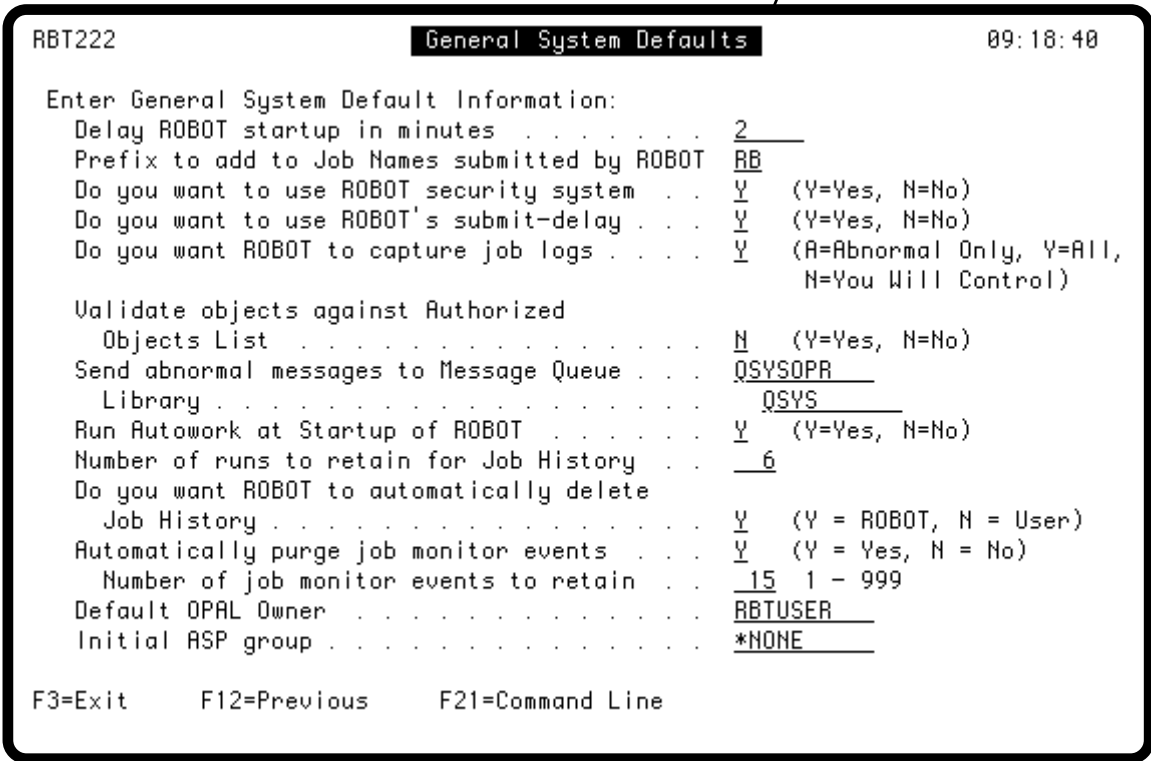 RBT222 General System Defaults 09:18:40
Enter General System Default Information:
Delay ROBOT startup in minutes . . . . . . . 2
Prefix to add to Job Names submitted by ROBOT RB
Do you want to use ROBOT security system . . Y (Y=Yes, N=No)
Do you want to use ROBOT's submit-delay . . . Y (Y=Yes, N=No)
Do you want ROBOT to capture job logs . . . . Y (A=Abnormal Only, Y=All,
N=You Will Control)
Validate objects against Authorized
Objects List . . . . . . . . . . . . . . . N (Y=Yes, N=No)
Send abnormal messages to Message Queue . . . QSYSOPR
Library . . . . . . . . . . . . . . . . . . QSYS
Run Autowork at Startup of ROBOT . . . . . . Y (Y=Yes, N=No)
Number of runs to retain for Job History . . 6
Do you want ROBOT to automatically delete
Job History . . . . . . . . . . . . . . . . Y (Y = ROBOT, N = User)
Automatically purge job monitor events . . . Y (Y = Yes, N = No)
Number of job monitor events to retain . . 15 1 - 999
Default OPAL Owner . . . . . . . . . . . . . RBTUSER
Initial ASP group . . . . . . . . . . . . . . *NONE
F3=Exit F12=Previous F21=Command Line